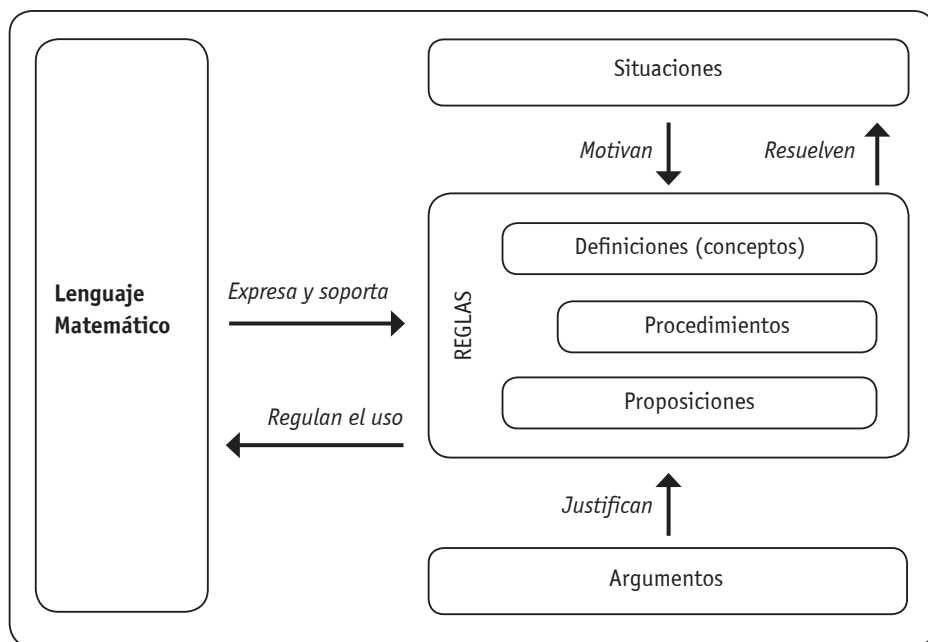 Situaciones
Motivan
Resuelven
Lenguaje
Matemático
Expresa y soporta
Regulan el uso
REGLAS
Definiciones (conceptos)
Procedimientos
Proposiciones
Justifican
Argumentos